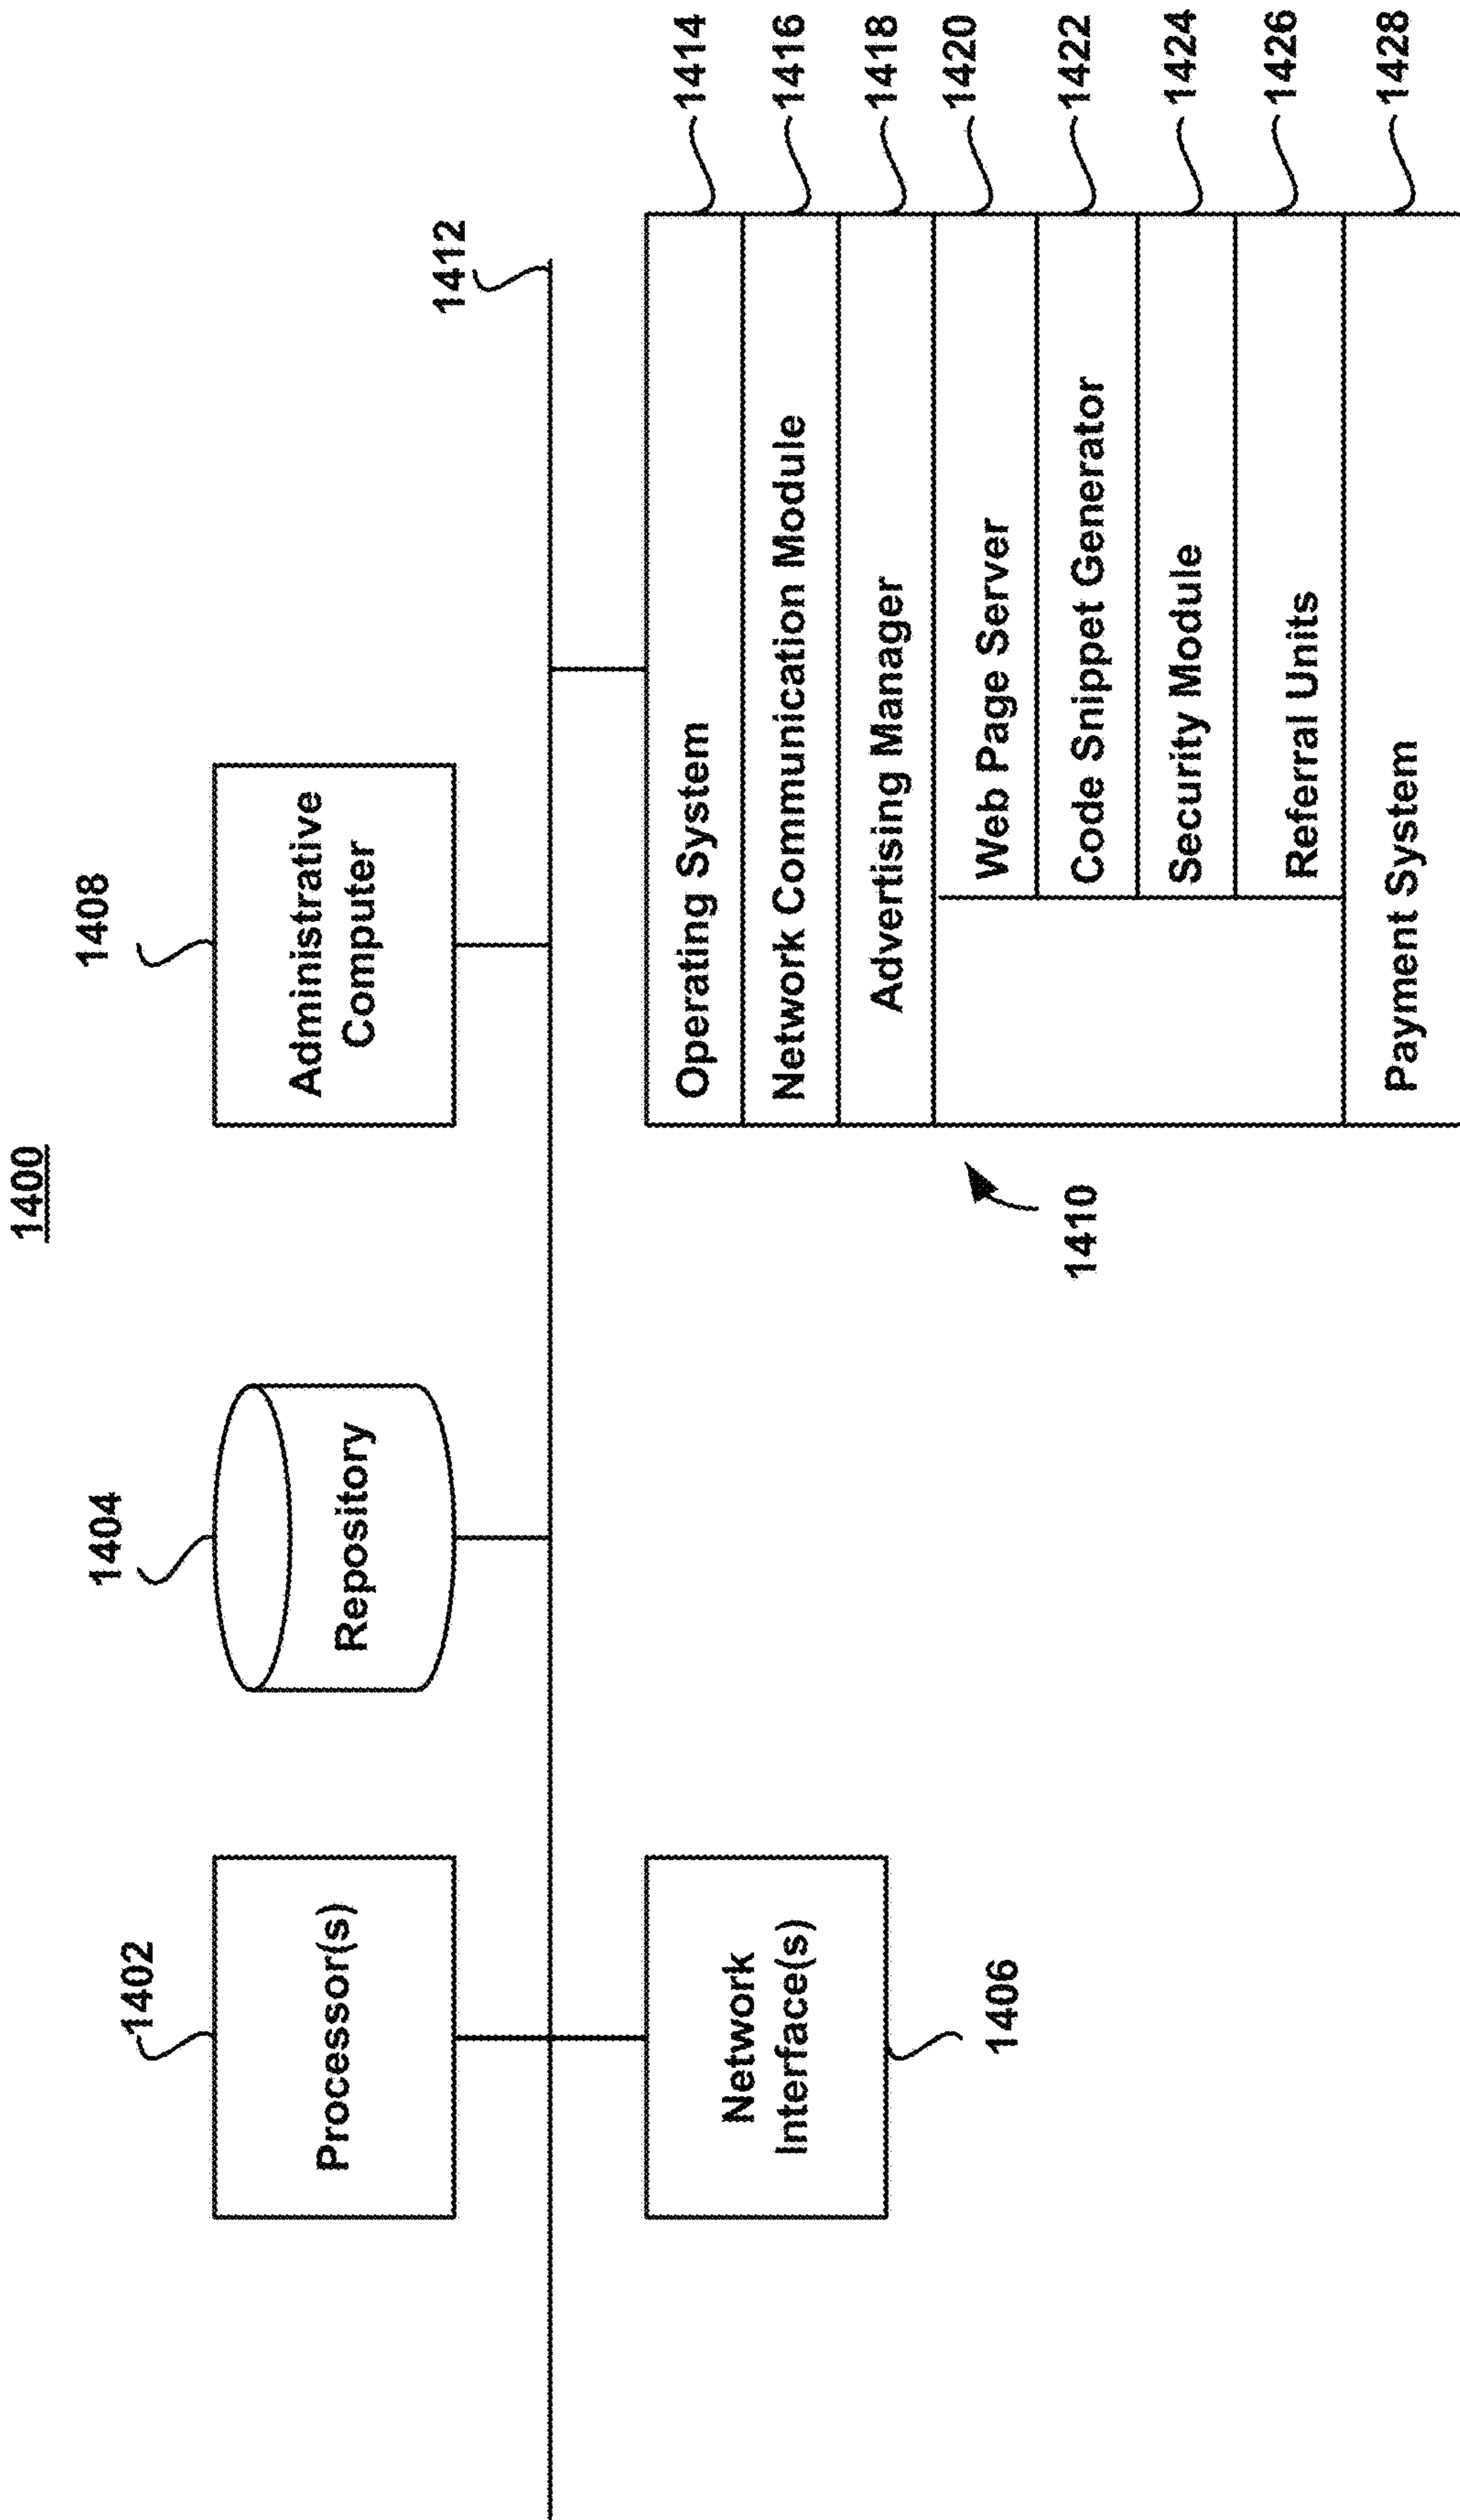 1400
1402
Processor(s)
1404
Repository
1408
Administrative
Computer
1412
Network
Interface(s)
1406
1410
Operating System
1414
Network Communication Module
1416
Advertising Manager
1418
Web Page Server
1420
Code Snippet Generator
1422
Security Module
1424
Referral Units
1426
Payment System
1428